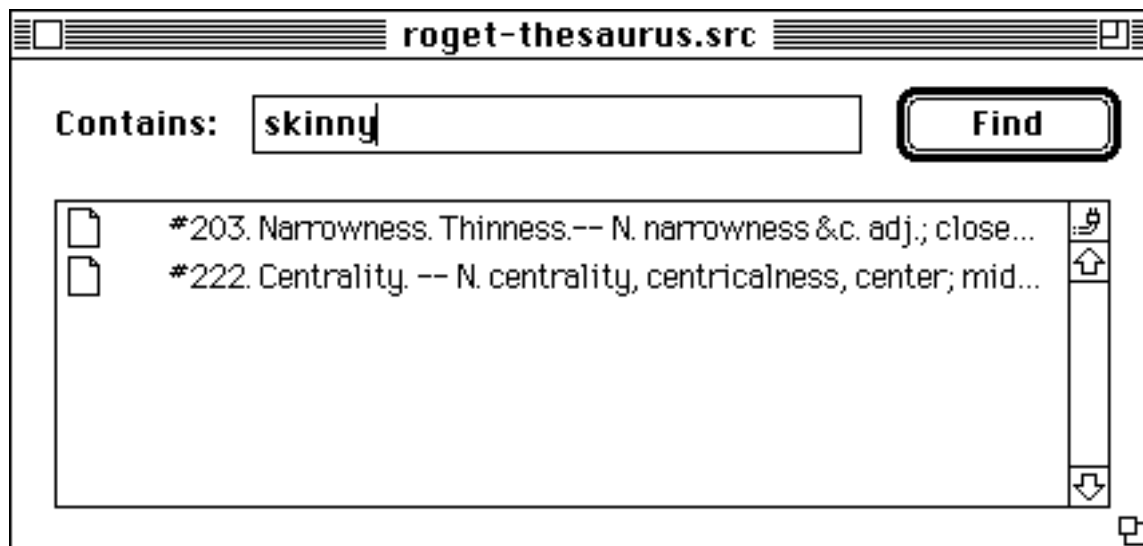 roget-thesaurus.src
Contains: skinny Find
#203. Narrowness. Thinness.-- N. narrowness &c. adj.; close...
#222. Centrality. -- N. centrality, centricalness, center; mid...